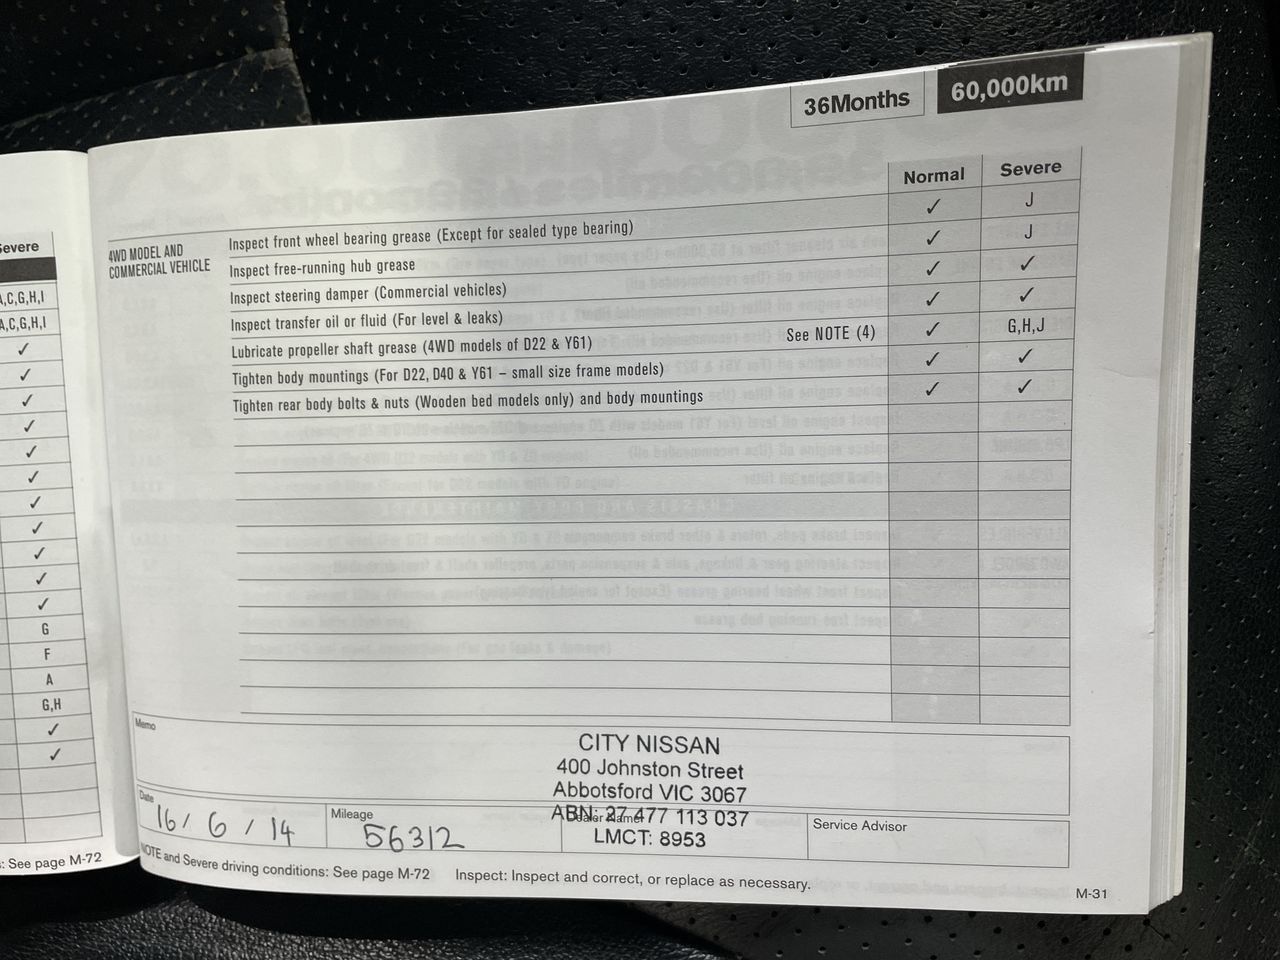 36Months 60,000km
Normal Severe
4WD MODEL AND
COMMERCIAL VEHICLE
Inspect front wheel bearing grease (Except for sealed type bearing) ✓ J
Inspect free-running hub grease ✓ J
Inspect steering damper (Commercial vehicles) ✓ ✓
Inspect transfer oil or fluid (For level & leaks) ✓ ✓
Lubricate propeller shaft grease (4WD models of D22 & Y61) See NOTE (4) ✓ G,H,J
Tighten body mountings (For D22, D40 & Y61 – small size frame models) ✓ ✓
Tighten rear body bolts & nuts (Wooden bed models only) and body mountings ✓ ✓
Memo
CITY NISSAN
400 Johnston Street
Abbotsford VIC 3067
ABN: 27 477 113 037
LMCT: 8953
Date
16/ 6 / 14
Mileage
56312
Service Advisor
NOTE and Severe driving conditions: See page M-72 Inspect: Inspect and correct, or replace as necessary.
M-31
Severe
A,C,G,H,I
A,C,G,H,I
✓
✓
✓
✓
✓
✓
✓
✓
✓
✓
✓
G
F
A
G,H
✓
✓
: See page M-72